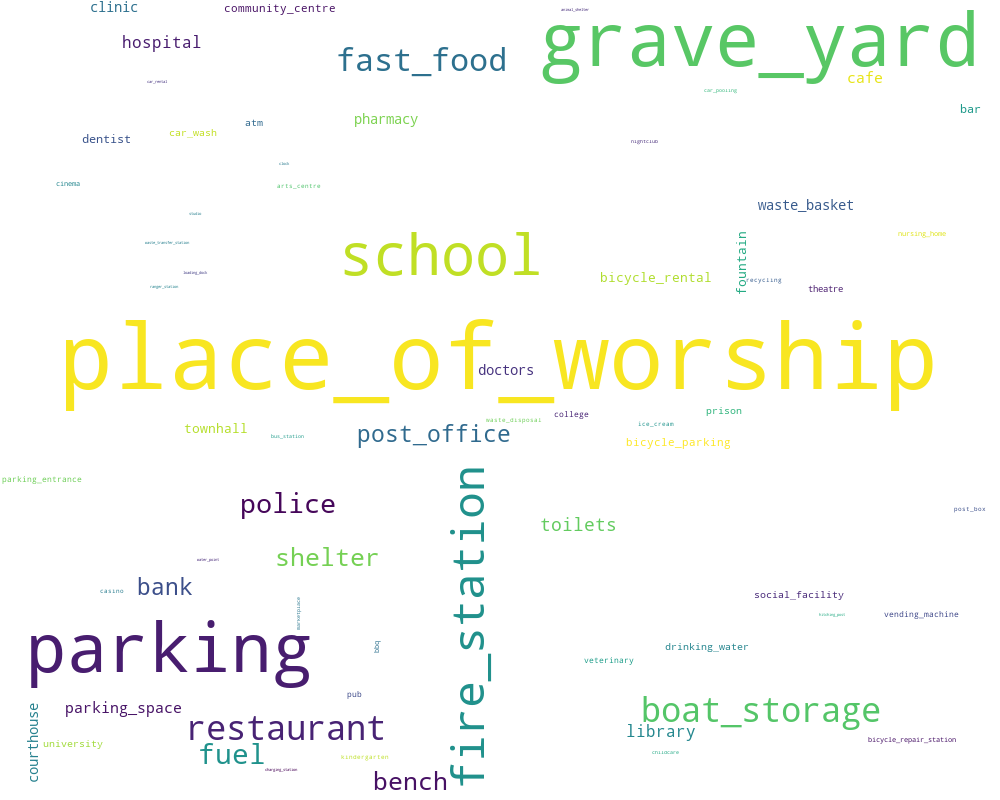 clinic
community_centre
animal_shelter
grave_yard
hospital
fast_food
cafe
car_rental
car_pooling
bar
pharmacy
atm
car_wash
dentist
nightclub
clock
cinema
arts_centre
waste_basket
studio
nursing_home
waste_transfer_station
school
fountain
loading_dock
bicycle_rental
recycling
ranger_station
theatre
place_of_worship
doctors
prison
college
waste_disposal
ice_cream
townhall
bus_station
post_office
bicycle_parking
parking_entrance
police
post_box
toilets
fire_station
shelter
water_point
bank
casino
social_facility
marketplace
vending_machine
parking
bbq
drinking_water
veterinary
pub
parking_space
boat_storage
restaurant
library
courthouse
university
bicycle_repair_station
fuel
kindergarten
childcare
charging_station
bench